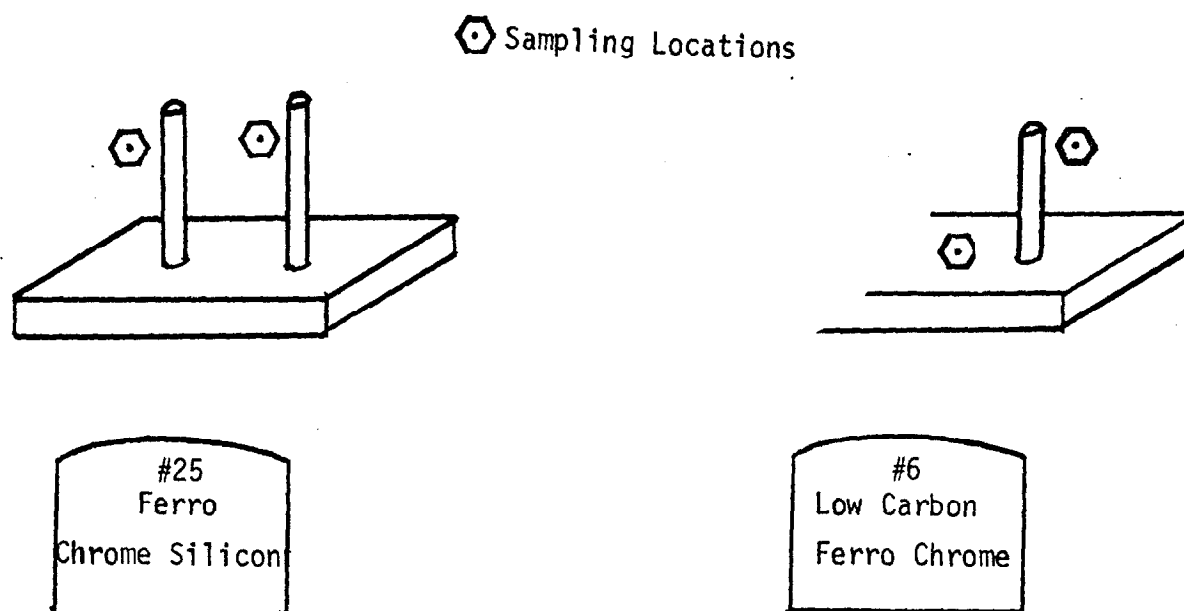 Sampling Locations
#25
Ferro
Chrome Silicon
#6
Low Carbon
Ferro Chrome